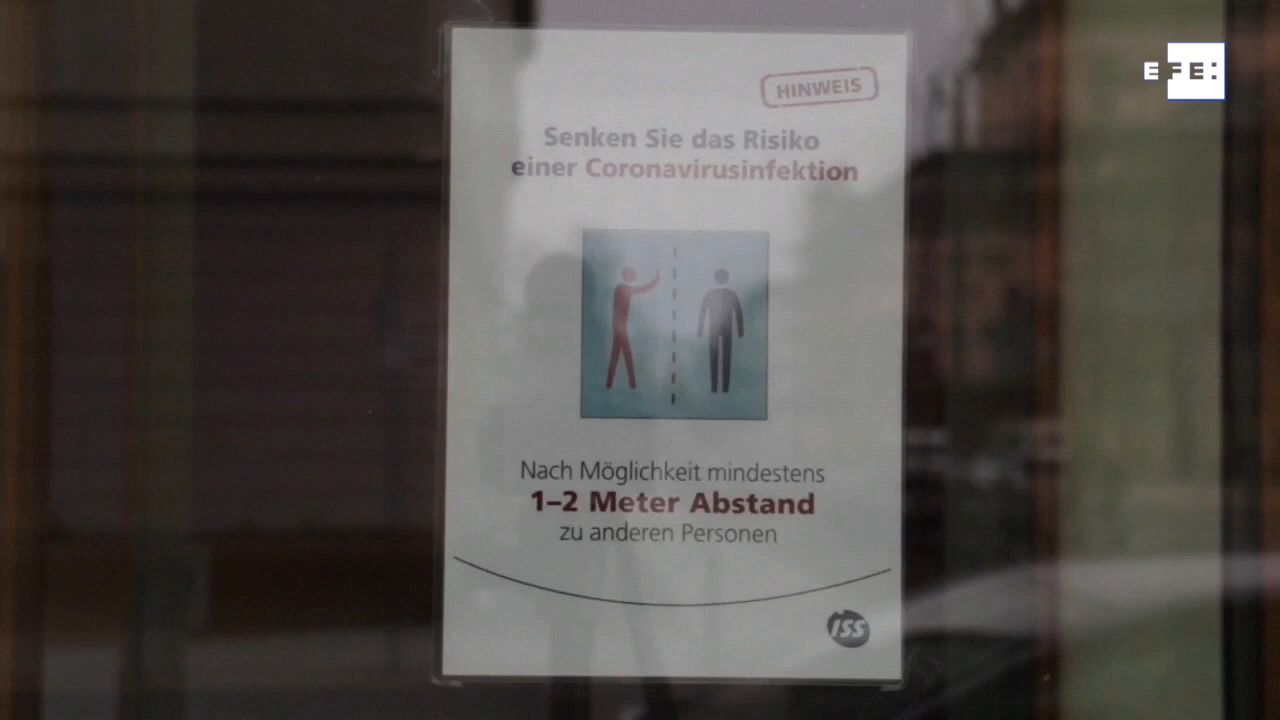 EFE:
HINWEIS
Senken Sie das Risiko
einer Coronavirusinfektion
Nach Möglichkeit mindestens
1–2 Meter Abstand
zu anderen Personen
ISS